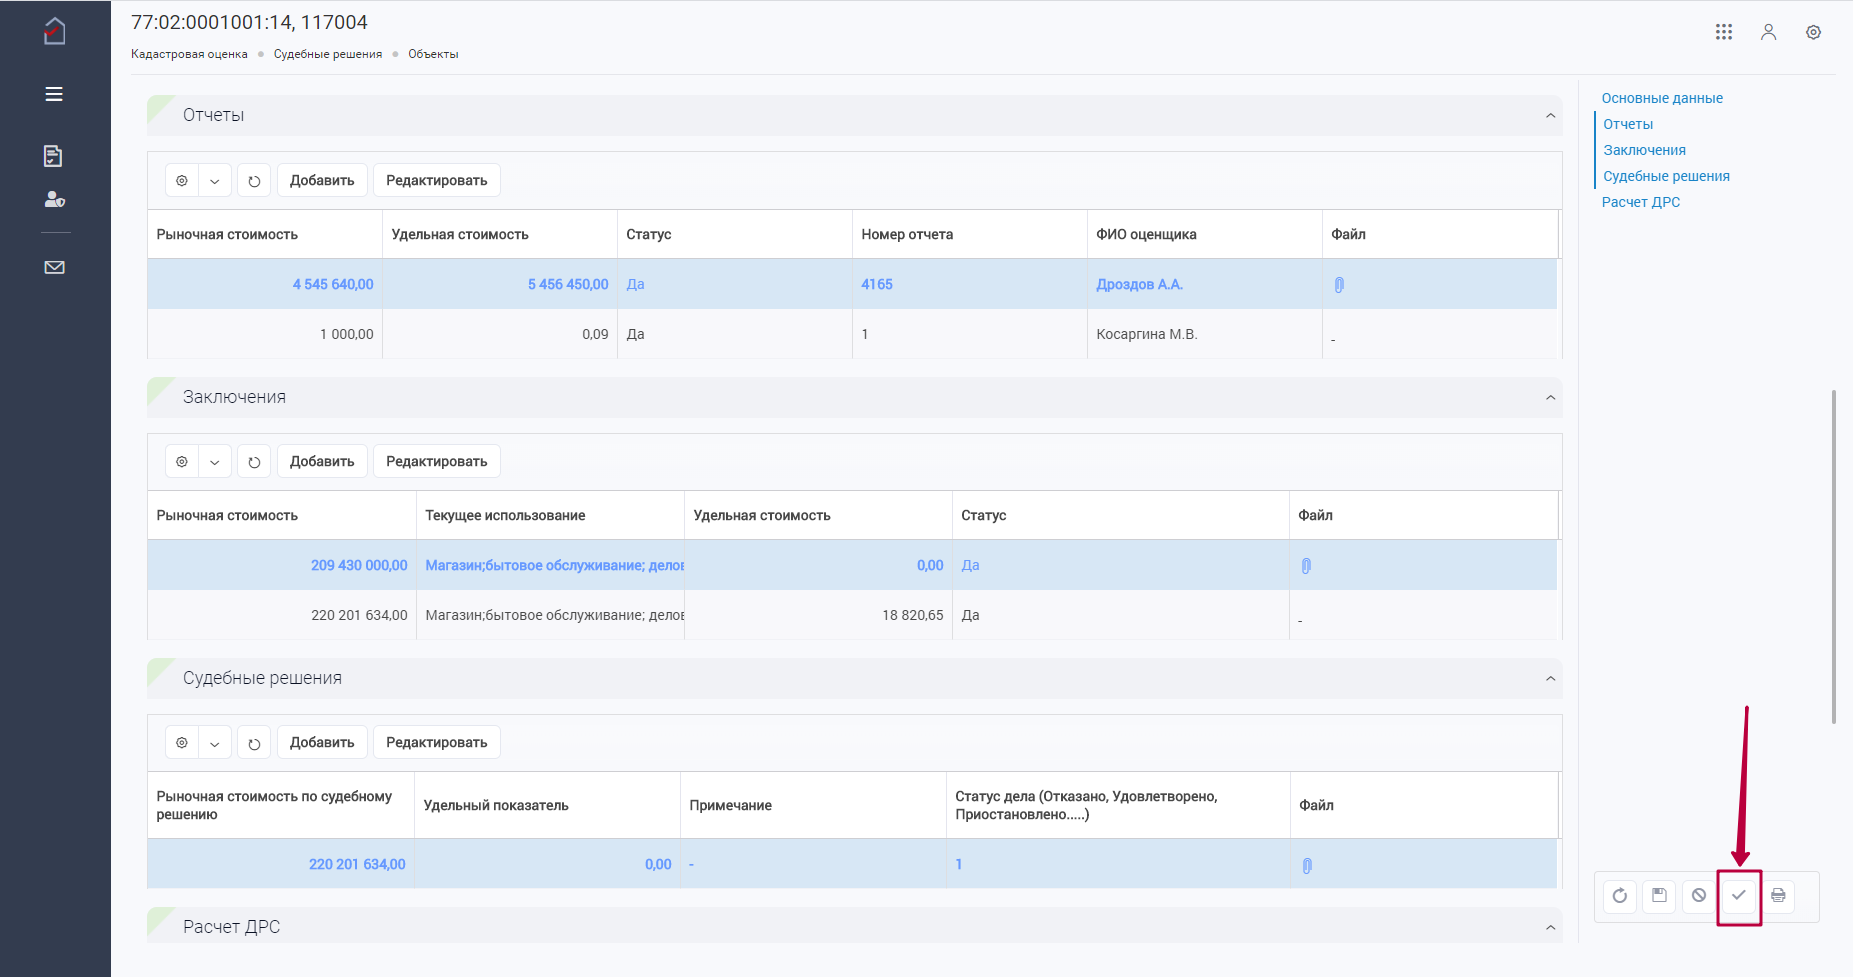 77:02:0001001:14, 117004
Кадастровая оценка Судебные решения Объекты
Основные данные
Отчеты
Заключения
Судебные решения
Расчет ДРС
Отчеты
Добавить Редактировать
Рыночная стоимость Удельная стоимость Статус Номер отчета ФИО оценщика Файл
4 545 640,00 5 456 450,00 Да 4165 Дроздов А.А.
1 000,00 0,09 Да 1 Косаргина М.В. -
Заключения
Добавить Редактировать
Рыночная стоимость Текущее использование Удельная стоимость Статус Файл
209 430 000,00 Магазин;бытовое обслуживание; делов 0,00 Да
220 201 634,00 Магазин;бытовое обслуживание; делов 18 820,65 Да -
Судебные решения
Добавить Редактировать
Рыночная стоимость по судебному решению Удельный показатель Примечание Статус дела (Отказано, Удовлетворено, Приостановлено.....) Файл
220 201 634,00 0,00 - 1
Расчет ДРС